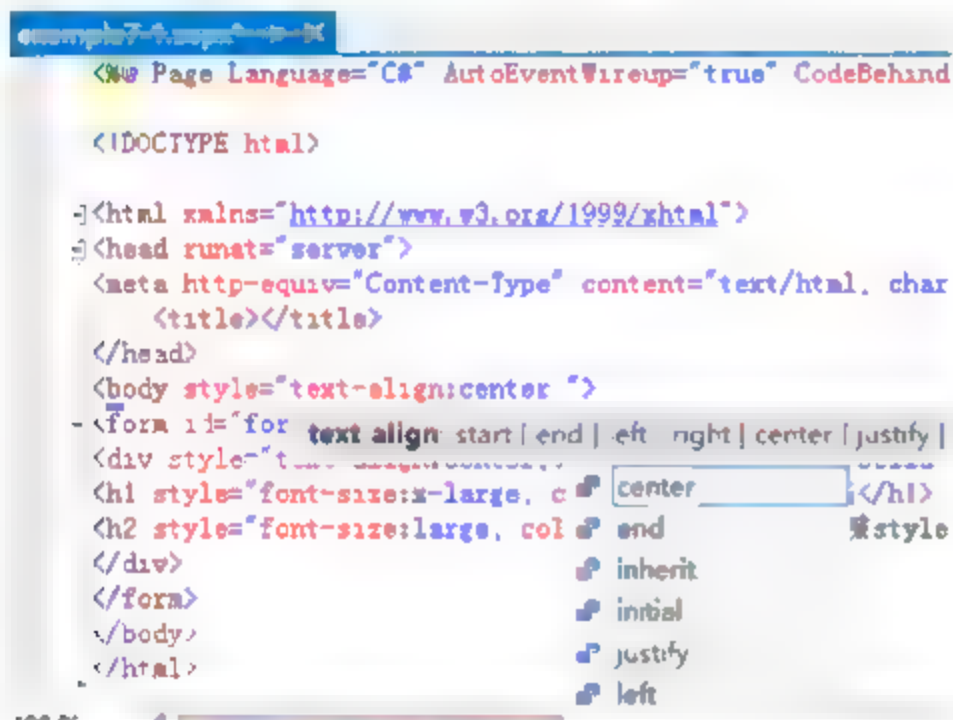 <%@ Page Language="C#" AutoEventWireup="true" CodeBehind
<!DOCTYPE html>
<html xmlns="http://www.w3.org/1999/xhtml">
<head runat="server">
<meta http-equiv="Content-Type" content="text/html, char
<title></title>
</head>
<body style="text-align:center ">
<form id="for
text align start | end | left right | center | justify |
<div style="t
<h1 style="font-size:x-large, c
</h1>
center
<h2 style="font-size:large, col
style
end
</div>
inherit
</form>
initial
</body>
justify
</html>
left